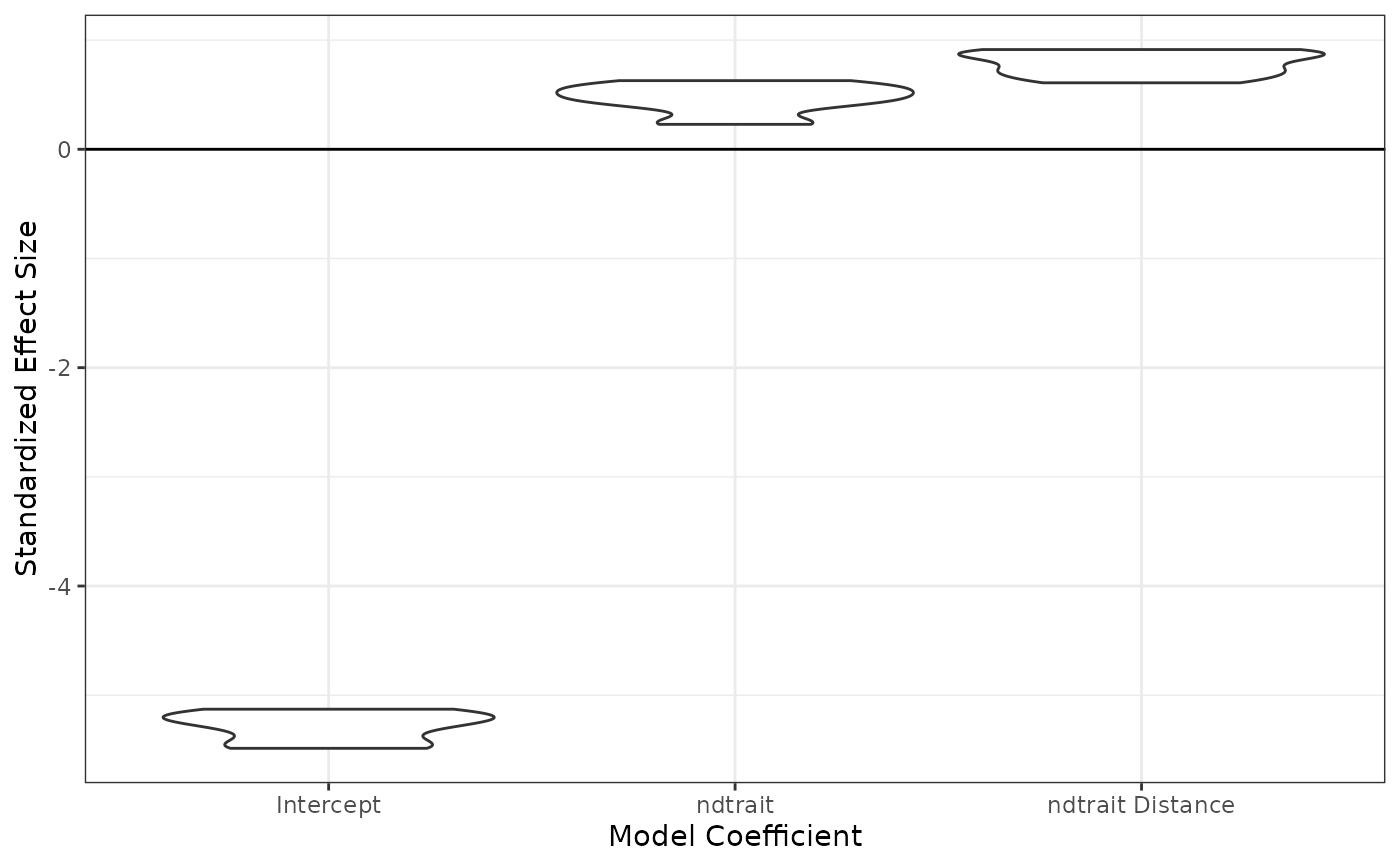 Standardized Effect Size
0
-2
-4
Intercept
ndtrait
ndtrait Distance
Model Coefficient